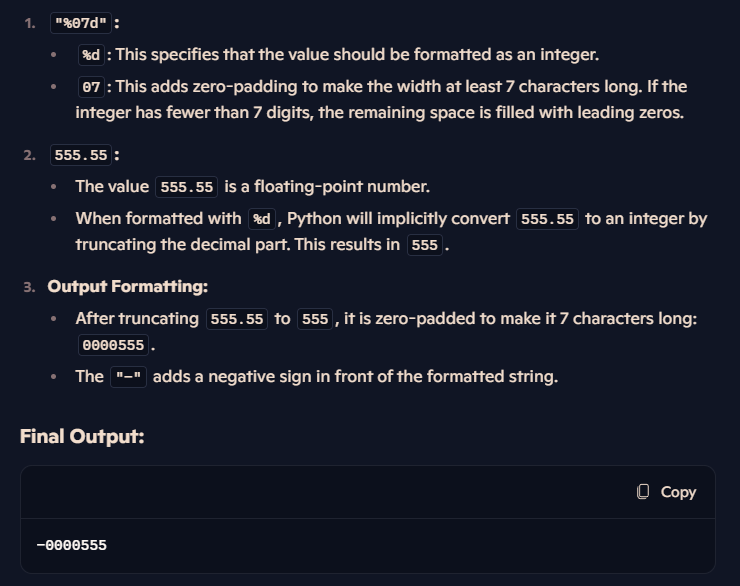 1. "%07d":
• %d: This specifies that the value should be formatted as an integer.
• 07: This adds zero-padding to make the width at least 7 characters long. If the
integer has fewer than 7 digits, the remaining space is filled with leading zeros.
2. 555.55:
• The value 555.55 is a floating-point number.
• When formatted with %d, Python will implicitly convert 555.55 to an integer by
truncating the decimal part. This results in 555.
3. Output Formatting:
• After truncating 555.55 to 555, it is zero-padded to make it 7 characters long:
0000555.
• The "-" adds a negative sign in front of the formatted string.
Final Output:
Copy
-0000555